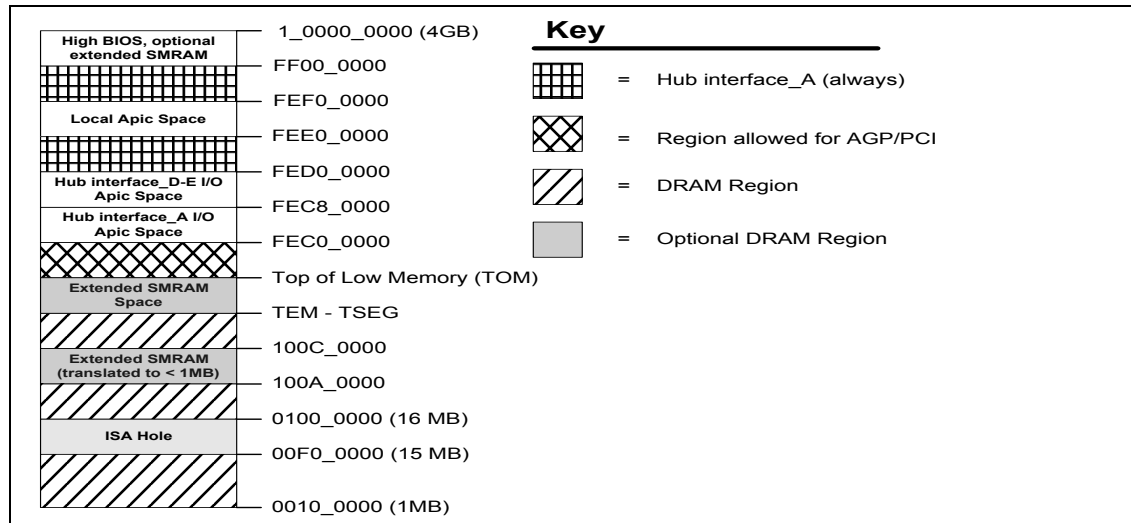 High BIOS, optional
extended SMRAM
1_0000_0000 (4GB)
FF00_0000
FEF0_0000
Local Apic Space
FEE0_0000
FED0_0000
Hub interface_D-E I/O
Apic Space
FEC8_0000
Hub interface_A I/O
Apic Space
FEC0_0000
Top of Low Memory (TOM)
Extended SMRAM
Space
TEM - TSEG
100C_0000
Extended SMRAM
(translated to < 1MB)
100A_0000
0100_0000 (16 MB)
ISA Hole
00F0_0000 (15 MB)
0010_0000 (1MB)
Key
= Hub interface_A (always)
= Region allowed for AGP/PCI
= DRAM Region
= Optional DRAM Region